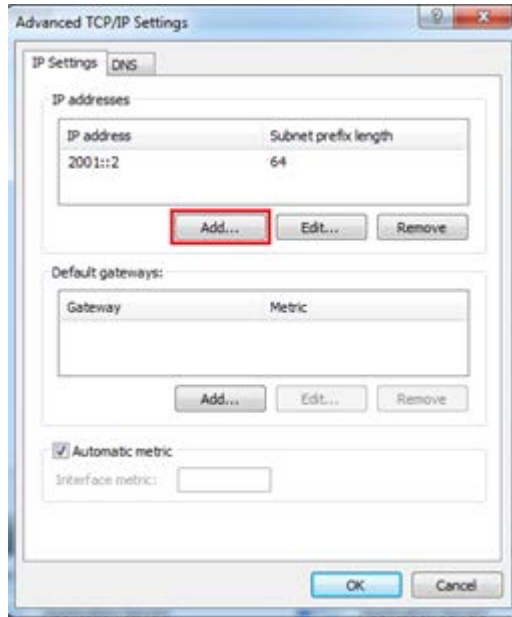 Advanced TCP/IP Settings
IP Settings DNS
IP addresses
IP address Subnet prefix length
2001::2 64
Add... Edit... Remove
Default gateways:
Gateway Metric
Add... Edit... Remove
Automatic metric
Interface metric:
OK Cancel